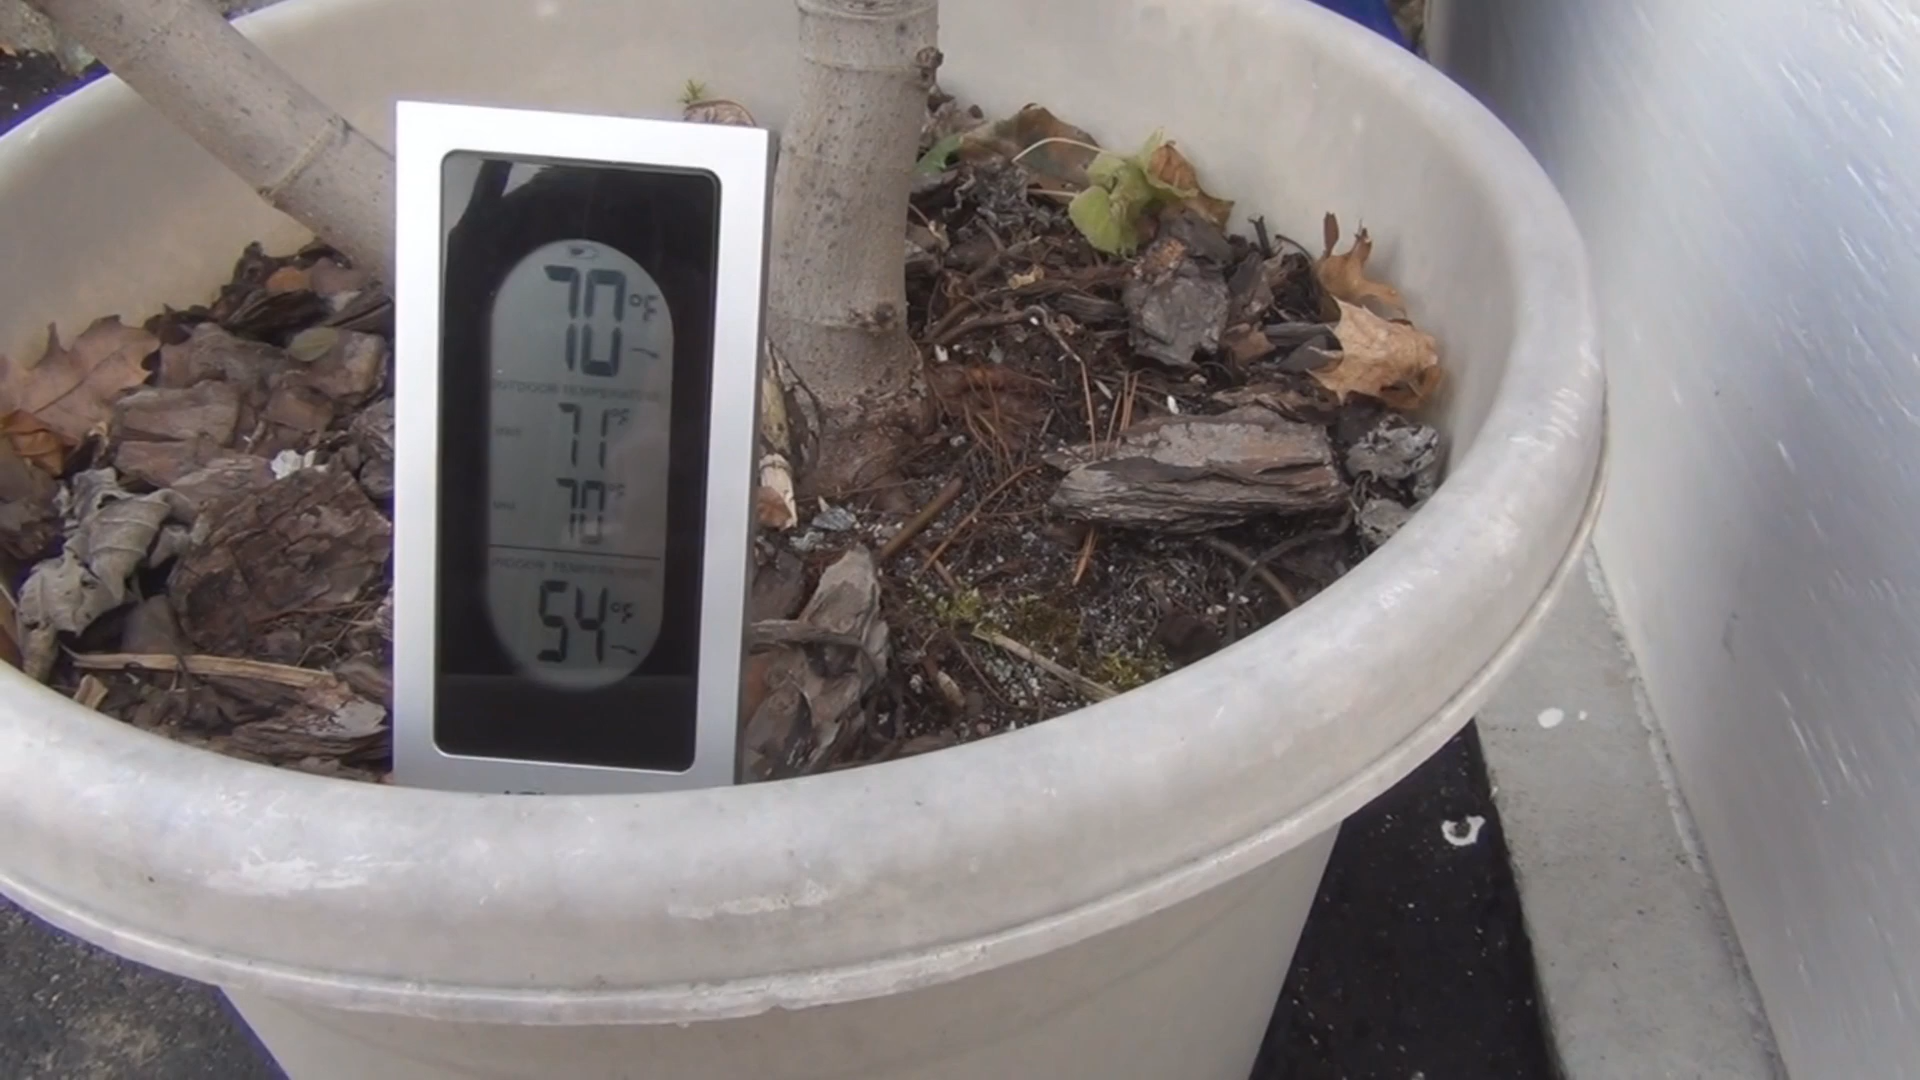 70 °F
OUTDOOR TEMPERATURE
71 °F
70 °F
INDOOR TEMPERATURE
54 °F